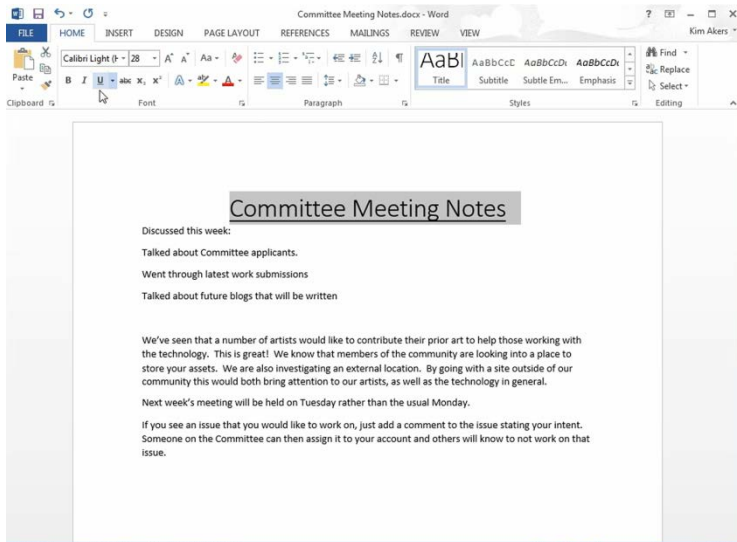 Committee Meeting Notes.docx - Word
?
FILE HOME INSERT DESIGN PAGE LAYOUT REFERENCES MAILINGS REVIEW VIEW Kim Akers
Calibri Light (H 28 A A Aa Find
AaBl AaBbCcD AaBbCcDc AaBbCcDc Replace
Paste B I U abc X₂ X² A aby A Title Subtitle Subtle Em... Emphasis Select
Clipboard Font Paragraph Styles Editing
Committee Meeting Notes
Discussed this week:
Talked about Committee applicants.
Went through latest work submissions
Talked about future blogs that will be written
We've seen that a number of artists would like to contribute their prior art to help those working with
the technology. This is great! We know that members of the community are looking into a place to
store your assets. We are also investigating an external location. By going with a site outside of our
community this would both bring attention to our artists, as well as the technology in general.
Next week's meeting will be held on Tuesday rather than the usual Monday.
If you see an issue that you would like to work on, just add a comment to the issue stating your intent.
Someone on the Committee can then assign it to your account and others will know to not work on that
issue.